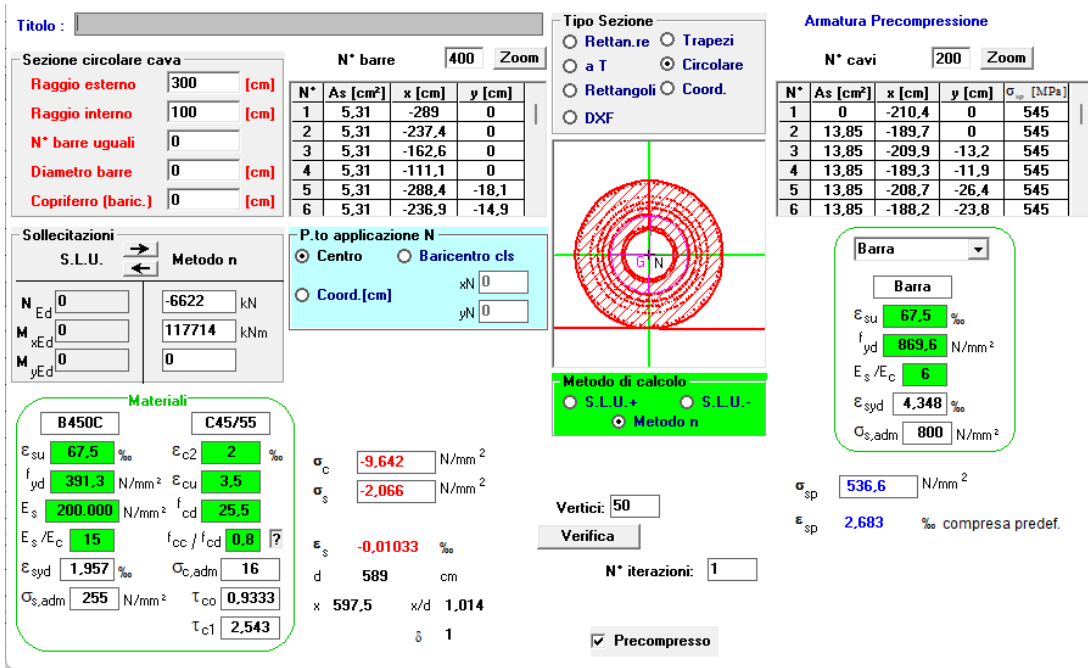 Titolo :
Sezione circolare cava
Raggio esterno 300 [cm]
Raggio interno 100 [cm]
N° barre uguali 0
Diametro barre 0 [cm]
Copriferro (baric.) 0 [cm]
N° barre 400 Zoom
N° As [cm²] x [cm] y [cm]
1 5,31 -289 0
2 5,31 -237,4 0
3 5,31 -162,6 0
4 5,31 -111,1 0
5 5,31 -288,4 -18,1
6 5,31 -236,9 -14,9
Tipo Sezione
Rettan.re Trapezi
a T Circolare
Rettangoli Coord.
DXF
Armatura Precompressione
N° cavi 200 Zoom
N° As [cm²] x [cm] y [cm] σsp [MPa]
1 0 -210,4 0 545
2 13,85 -189,7 0 545
3 13,85 -209,9 -13,2 545
4 13,85 -189,3 -11,9 545
5 13,85 -208,7 -26,4 545
6 13,85 -188,2 -23,8 545
Sollecitazioni
S.L.U. Metodo n
N Ed 0 -6622 kN
M xEd 0 117714 kNm
M yEd 0 0
P.to applicazione N
Centro Baricentro cls
Coord.[cm] xN 0
yN 0
G N
Metodo di calcolo
S.L.U.+ S.L.U.-
Metodo n
Barra
Barra
εsu 67,5 ‰
fyd 869,6 N/mm²
Es/Ec 6
εsyd 4,348 ‰
σs,adm 800 N/mm²
Materiali
B450C C45/55
εsu 67,5 ‰ εc2 2 ‰
fyd 391,3 N/mm² εcu 3,5
Es 200.000 N/mm² fcd 25,5
Es/Ec 15 fcc / fcd 0,8 ?
εsyd 1,957 ‰ σc,adm 16
σs,adm 255 N/mm² τco 0,9333
τc1 2,543
σc -9,642 N/mm²
σs -2,066 N/mm²
εs -0,01033 ‰
d 589 cm
x 597,5 x/d 1,014
δ 1
Vertici: 50
Verifica
N° iterazioni: 1
Precompresso
σsp 536,6 N/mm²
εsp 2,683 ‰ compresa predef.